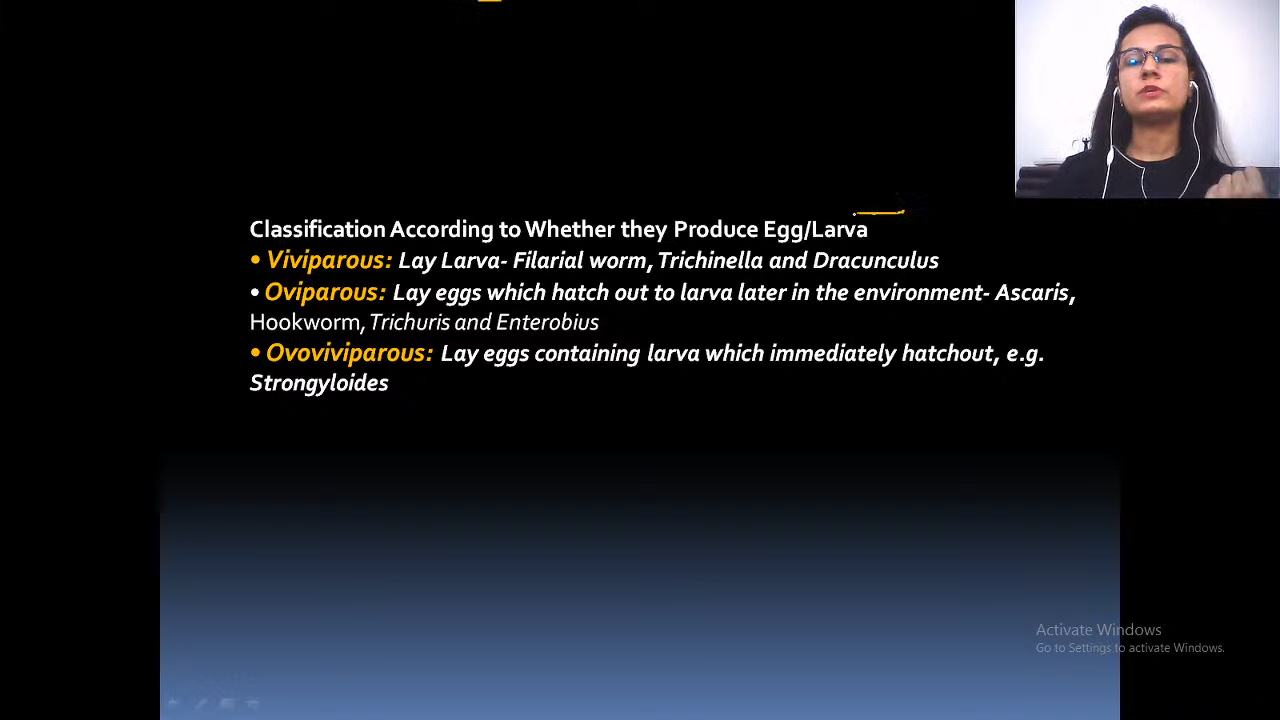 Classification According to Whether they Produce Egg/Larva
• Viviparous: Lay Larva- Filarial worm, Trichinella and Dracunculus
• Oviparous: Lay eggs which hatch out to larva later in the environment- Ascaris,
Hookworm, Trichuris and Enterobius
• Ovoviviparous: Lay eggs containing larva which immediately hatchout, e.g.
Strongyloides
Activate Windows
Go to Settings to activate Windows.